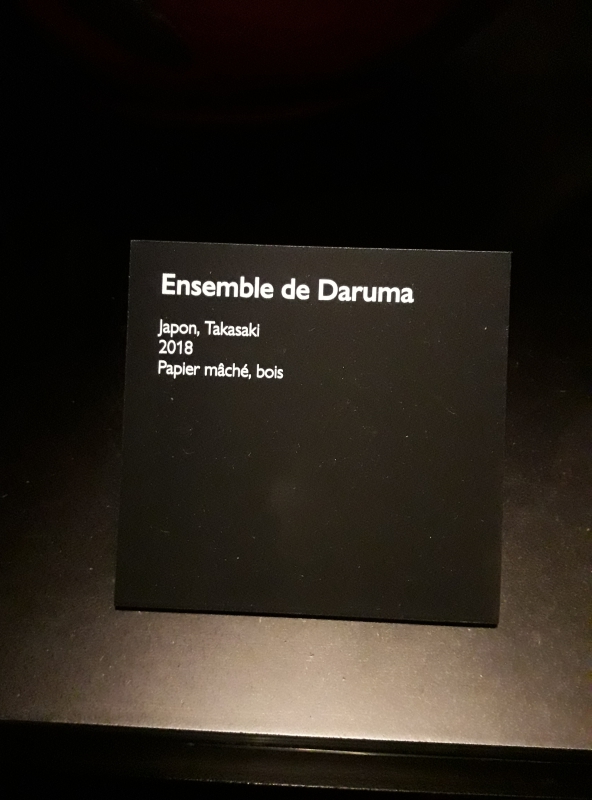 Ensemble de Daruma
Japon, Takasaki
2018
Papier mâché, bois